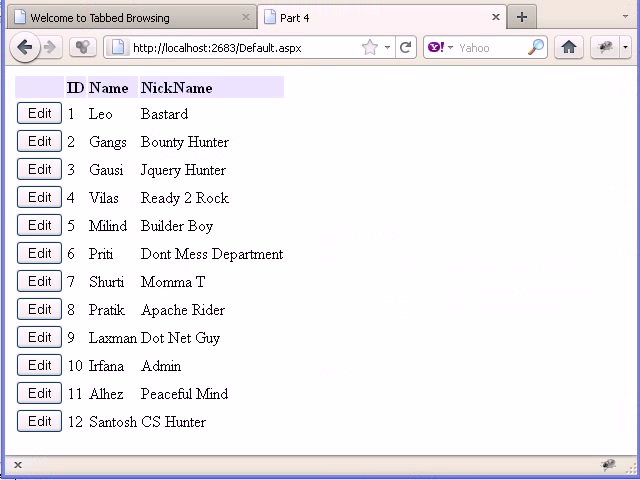 Welcome to Tabbed Browsing
Part 4
http://localhost:2683/Default.aspx
Yahoo
ID Name NickName
Edit 1 Leo Bastard
Edit 2 Gangs Bounty Hunter
Edit 3 Gausi Jquery Hunter
Edit 4 Vilas Ready 2 Rock
Edit 5 Milind Builder Boy
Edit 6 Priti Dont Mess Department
Edit 7 Shurti Momma T
Edit 8 Pratik Apache Rider
Edit 9 Laxman Dot Net Guy
Edit 10 Irfana Admin
Edit 11 Alhez Peaceful Mind
Edit 12 Santosh CS Hunter